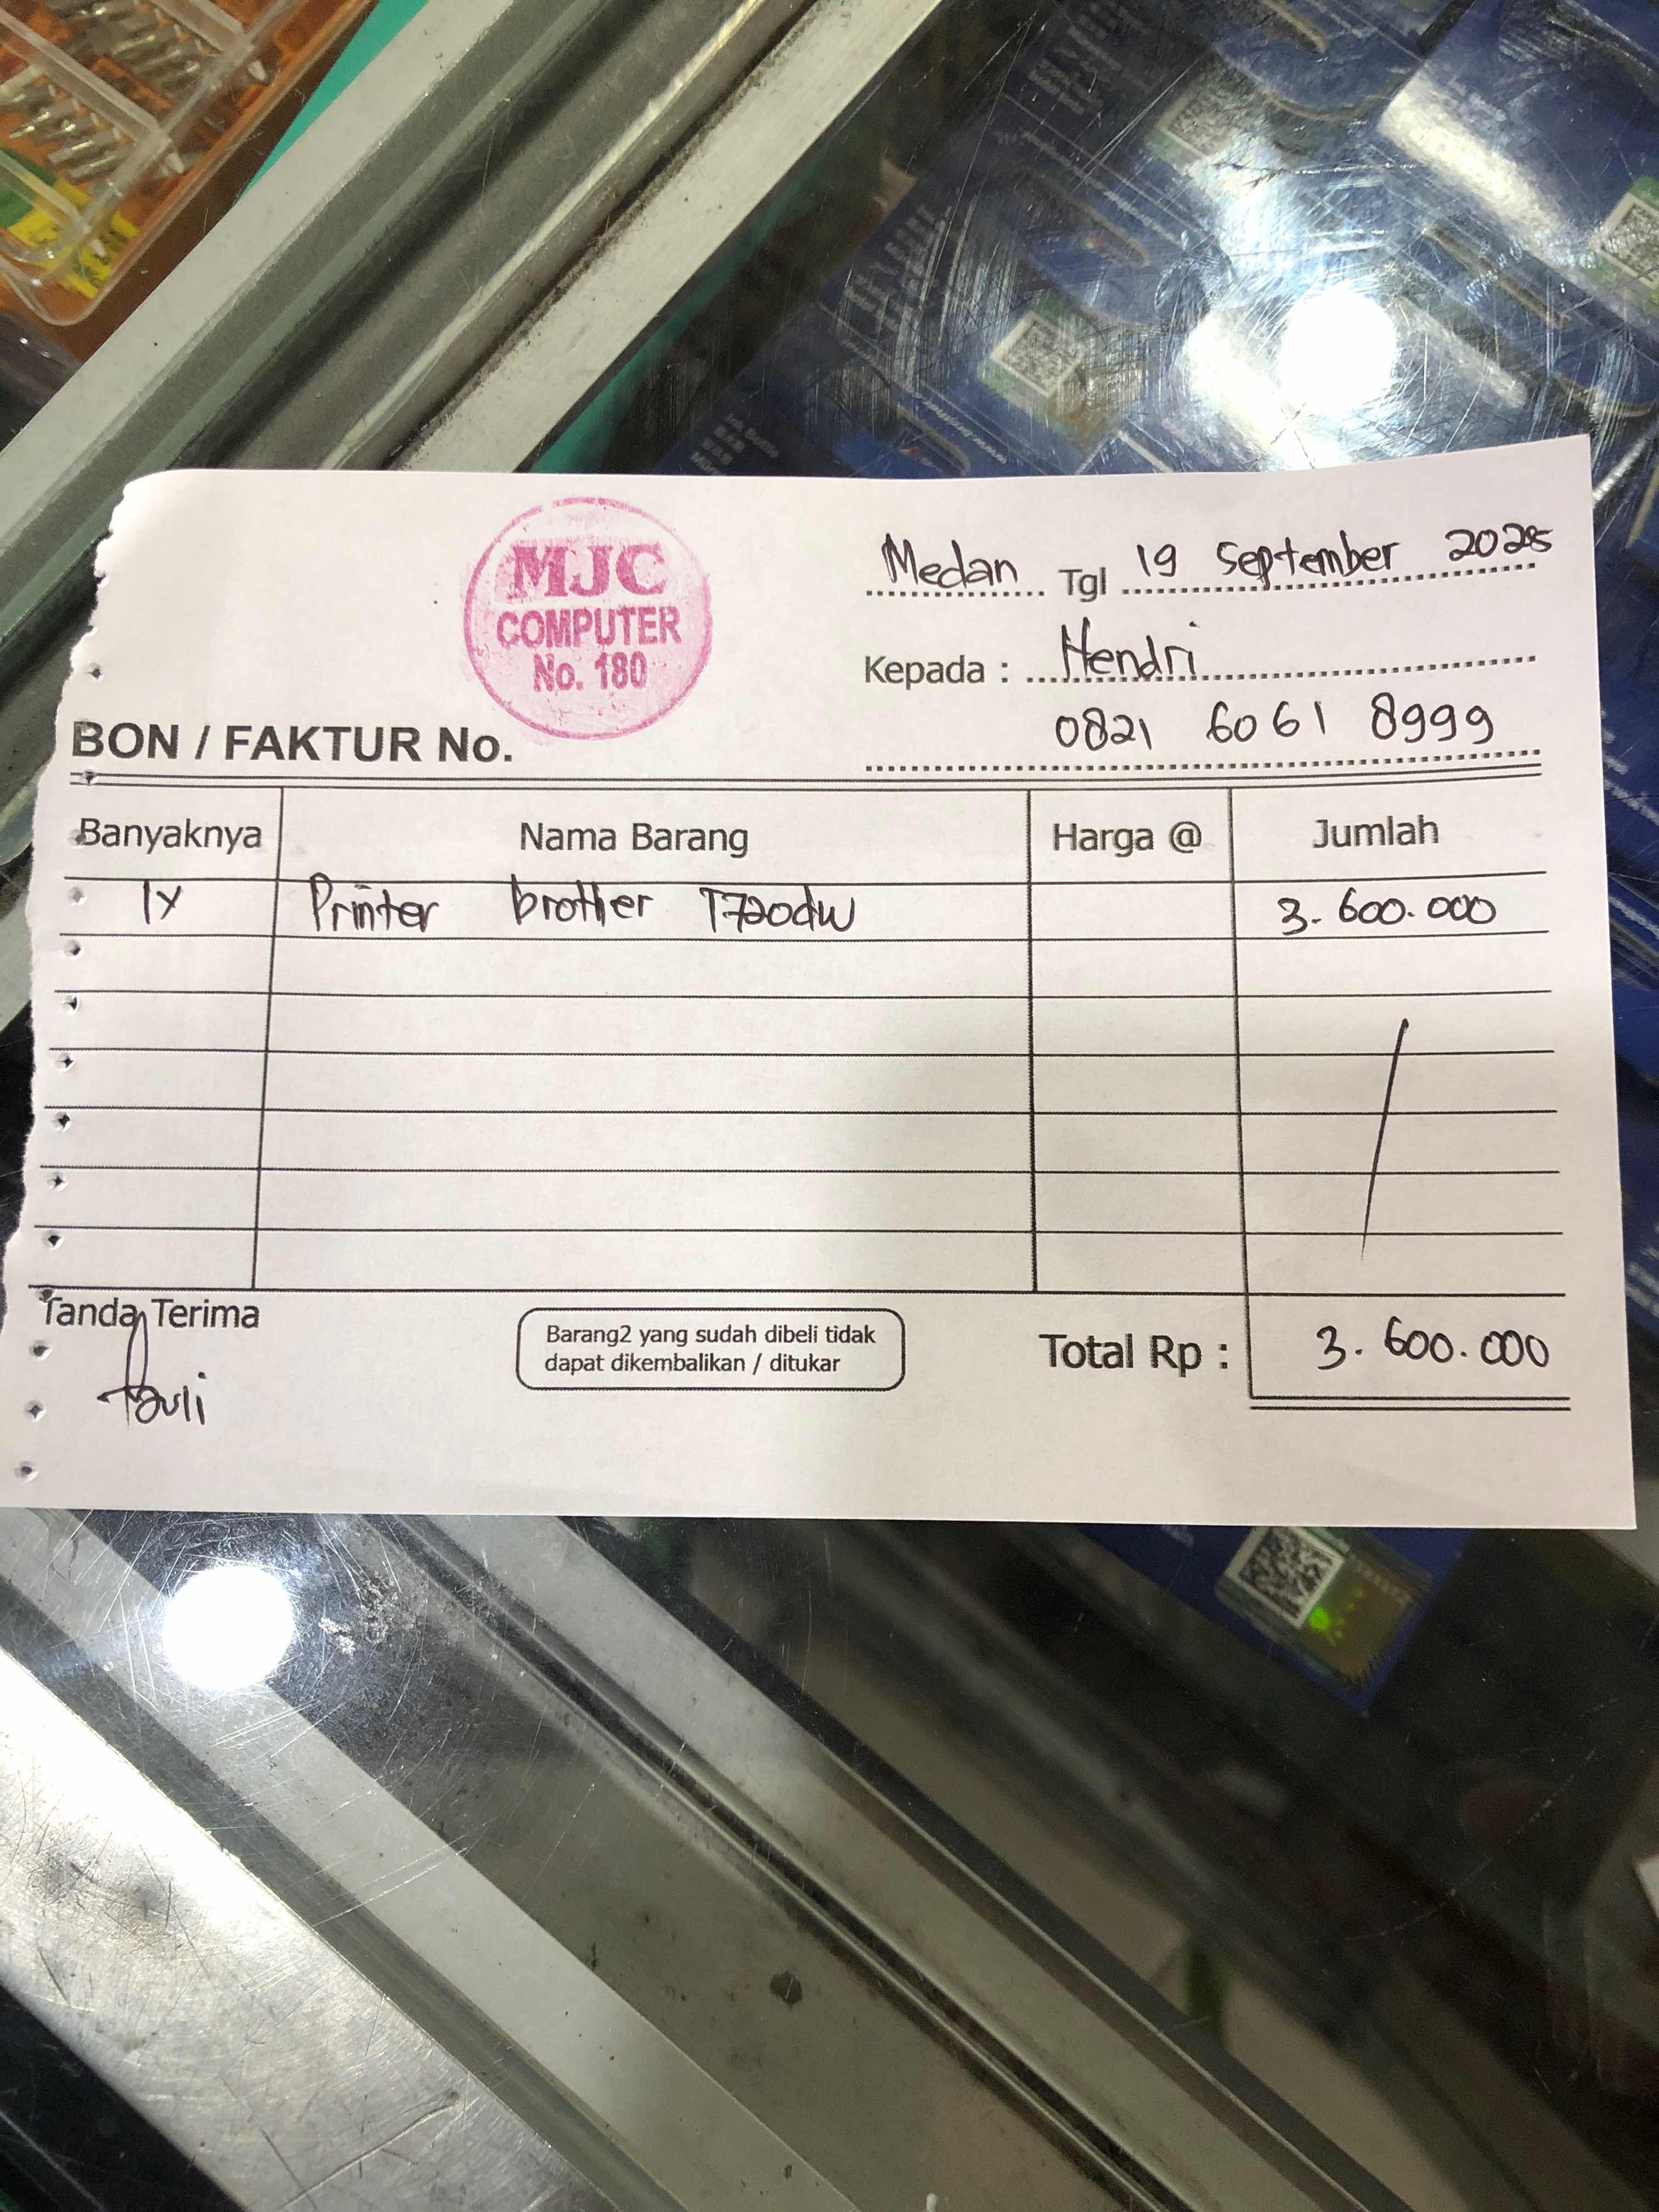 MJC
COMPUTER
No. 180
Medan Tgl 19 September 2025
Kepada : Hendri
0821 6061 8999
BON / FAKTUR No.
Banyaknya Nama Barang Harga @ Jumlah
1x Printer brother T720dw 3.600.000
Tanda Terima
Barang2 yang sudah dibeli tidak
dapat dikembalikan / ditukar
Total Rp : 3.600.000